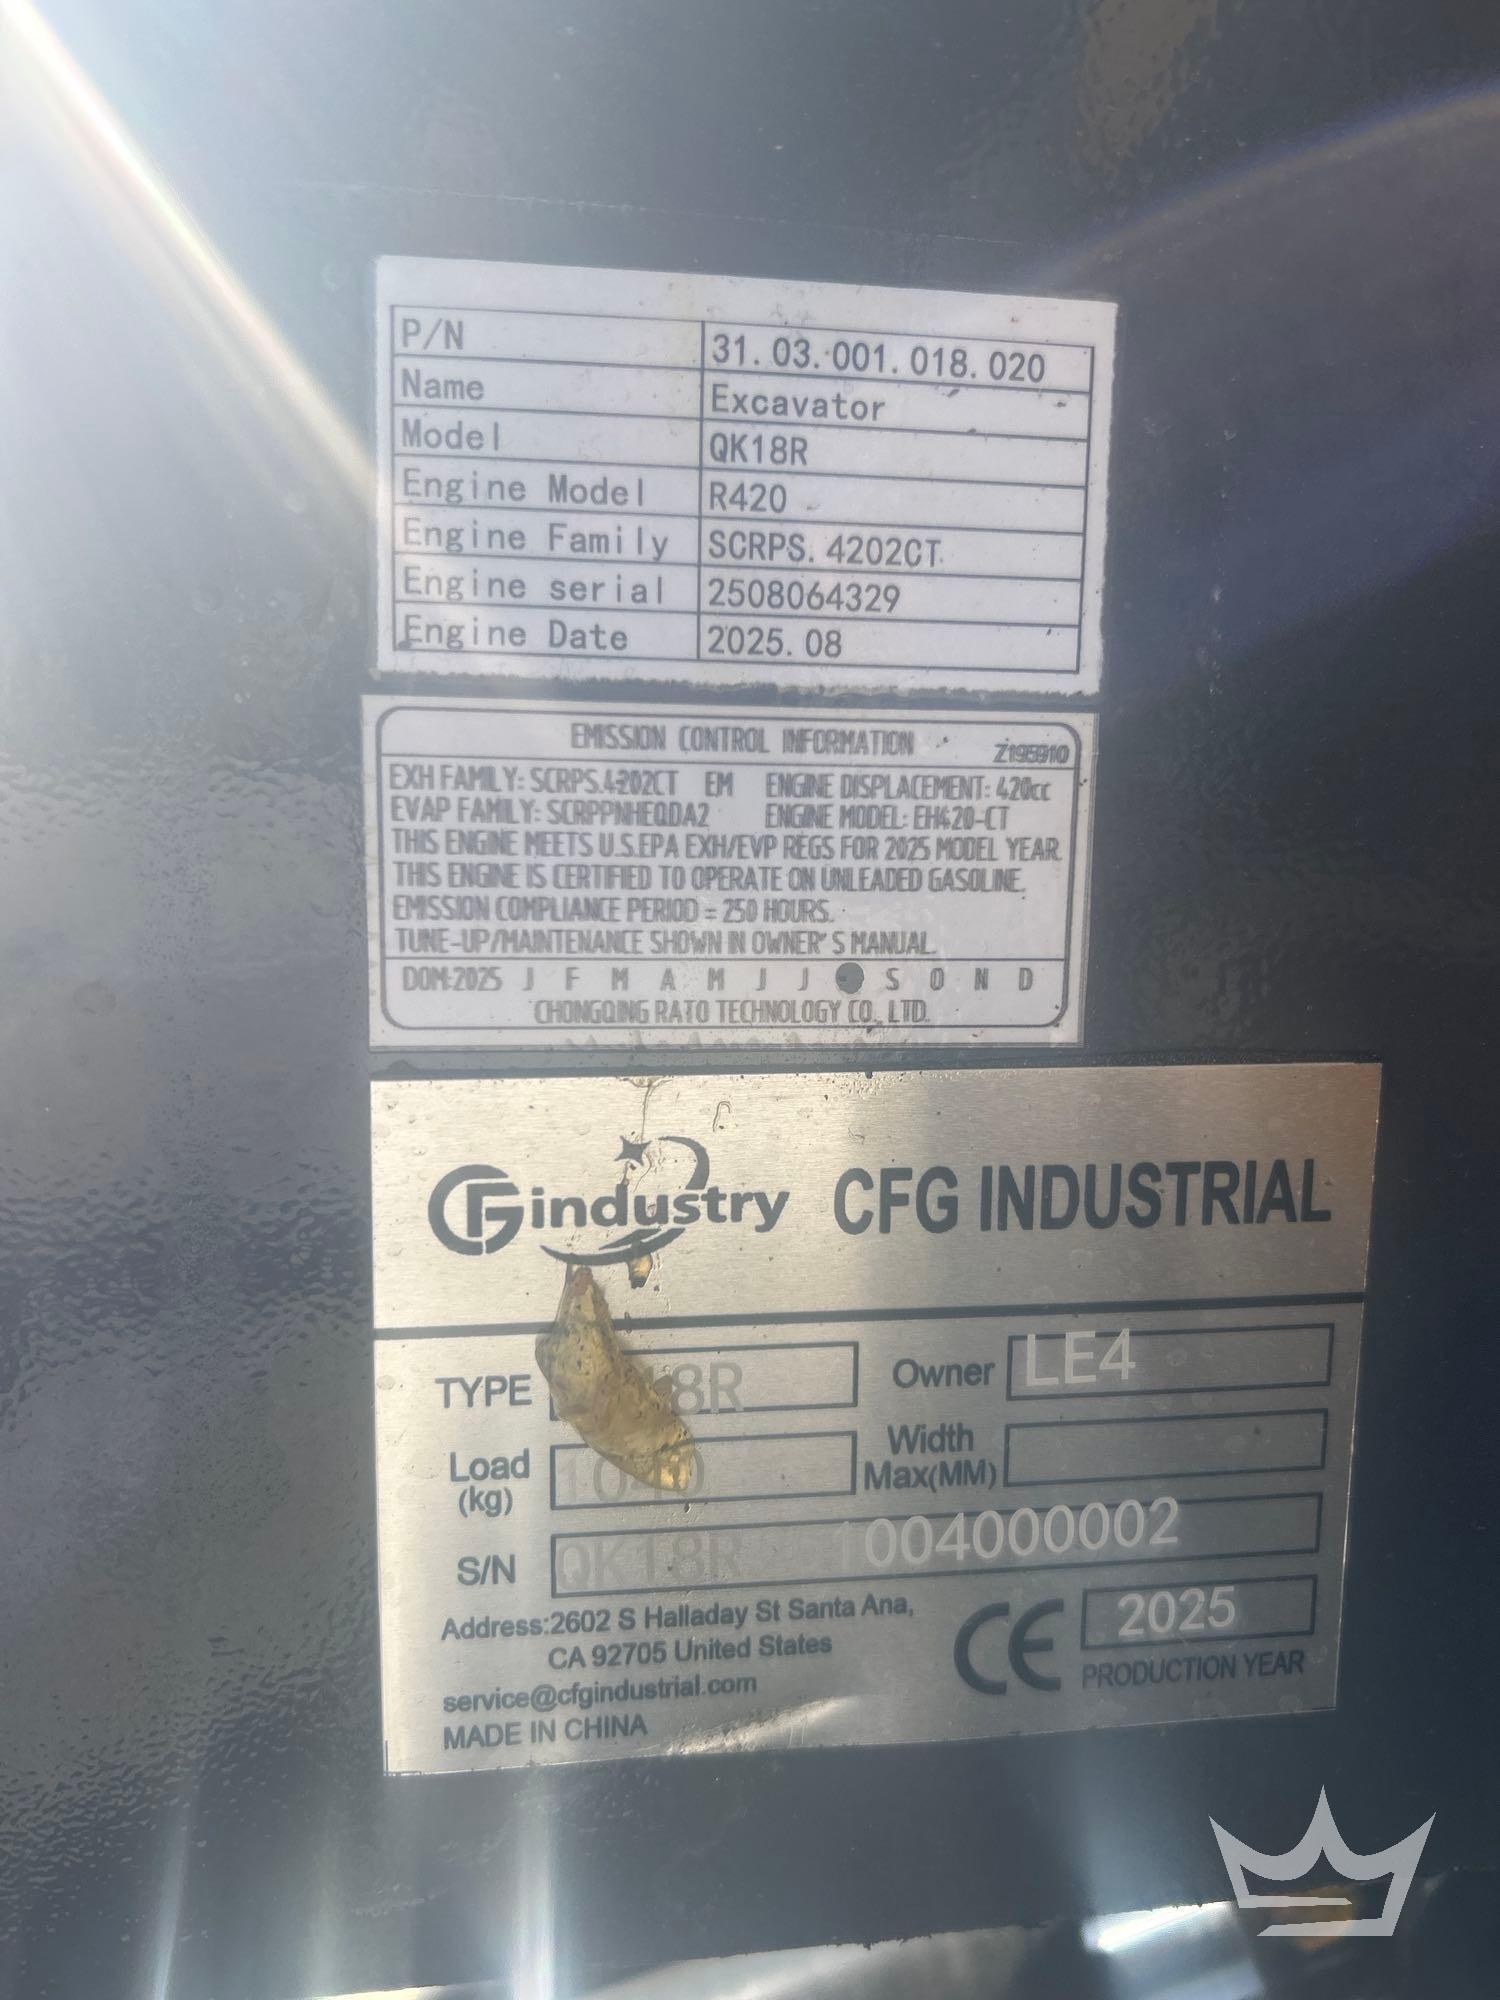 P/N 31.03.001.018.020
Name Excavator
Model QK18R
Engine Model R420
Engine Family SCRPS.4202CT
Engine serial 2508064329
Engine Date 2025.08
EMISSION CONTROL INFORMATION Z195910
EXH FAMILY: SCRPS.4202CT EM ENGINE DISPLACEMENT: 420cc
EVAP FAMILY: SCRPPNHEQDA2 ENGINE MODEL: EH420-CT
THIS ENGINE MEETS U.S.EPA EXH/EVP REGS FOR 2025 MODEL YEAR.
THIS ENGINE IS CERTIFIED TO OPERATE ON UNLEADED GASOLINE.
EMISSION COMPLIANCE PERIOD = 250 HOURS.
TUNE-UP/MAINTENANCE SHOWN IN OWNER'S MANUAL.
DOM:2025 J F M A M J J S O N D
CHONGQING RATO TECHNOLOGY CO., LTD.
CFG industry CFG INDUSTRIAL
TYPE Owner LE4
Load (kg) Width Max(MM)
S/N QK18R 1004000002
Address:2602 S Halladay St Santa Ana,
CA 92705 United States
service@cfgindustrial.com
MADE IN CHINA
CE 2025
PRODUCTION YEAR